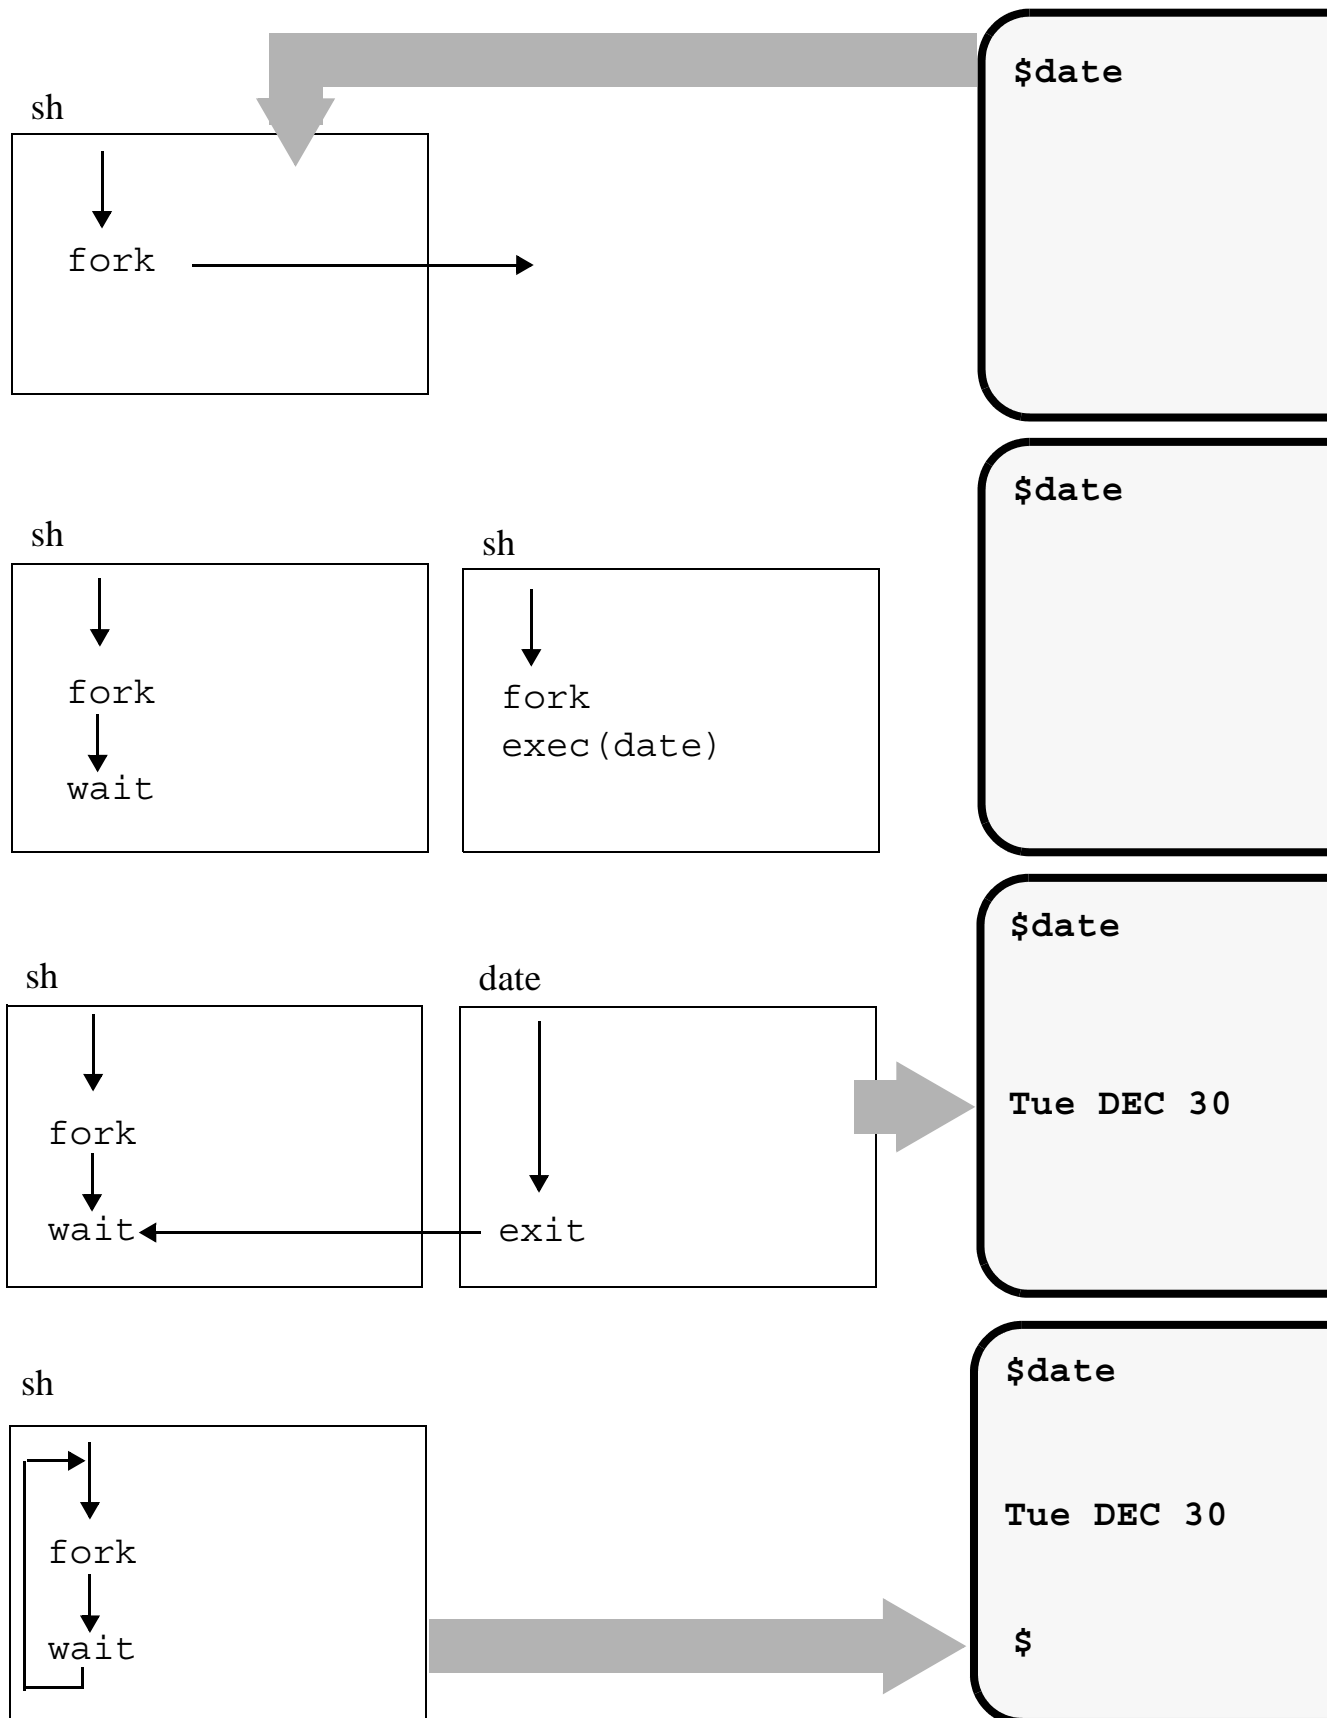 $date
sh
fork
$date
sh
sh
fork
wait
fork
exec(date)
$date
sh
date
Tue DEC 30
fork
wait
exit
$date
sh
Tue DEC 30
fork
wait
$